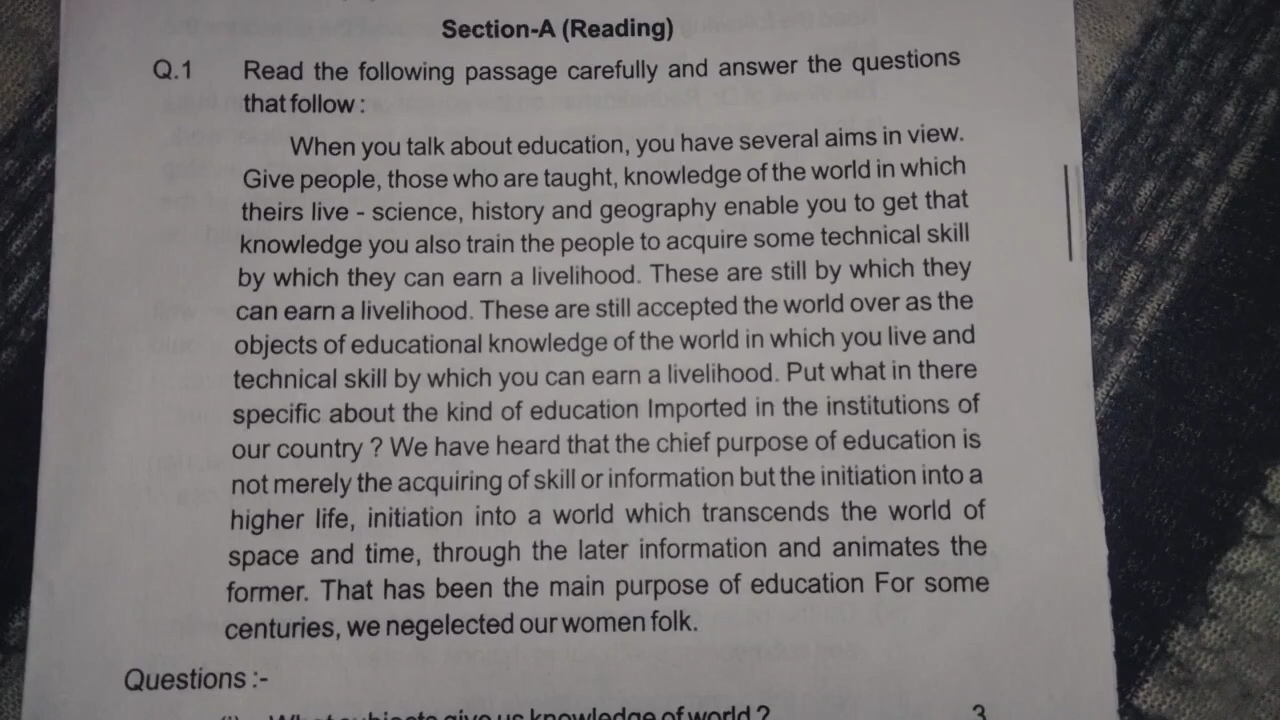 Section-A (Reading)
Q.1 Read the following passage carefully and answer the questions
that follow :
When you talk about education, you have several aims in view.
Give people, those who are taught, knowledge of the world in which
theirs live - science, history and geography enable you to get that
knowledge you also train the people to acquire some technical skill
by which they can earn a livelihood. These are still by which they
can earn a livelihood. These are still accepted the world over as the
objects of educational knowledge of the world in which you live and
technical skill by which you can earn a livelihood. Put what in there
specific about the kind of education Imported in the institutions of
our country ? We have heard that the chief purpose of education is
not merely the acquiring of skill or information but the initiation into a
higher life, initiation into a world which transcends the world of
space and time, through the later information and animates the
former. That has been the main purpose of education For some
centuries, we negelected our women folk.
Questions :-
What subjects give us knowledge of world ? 3